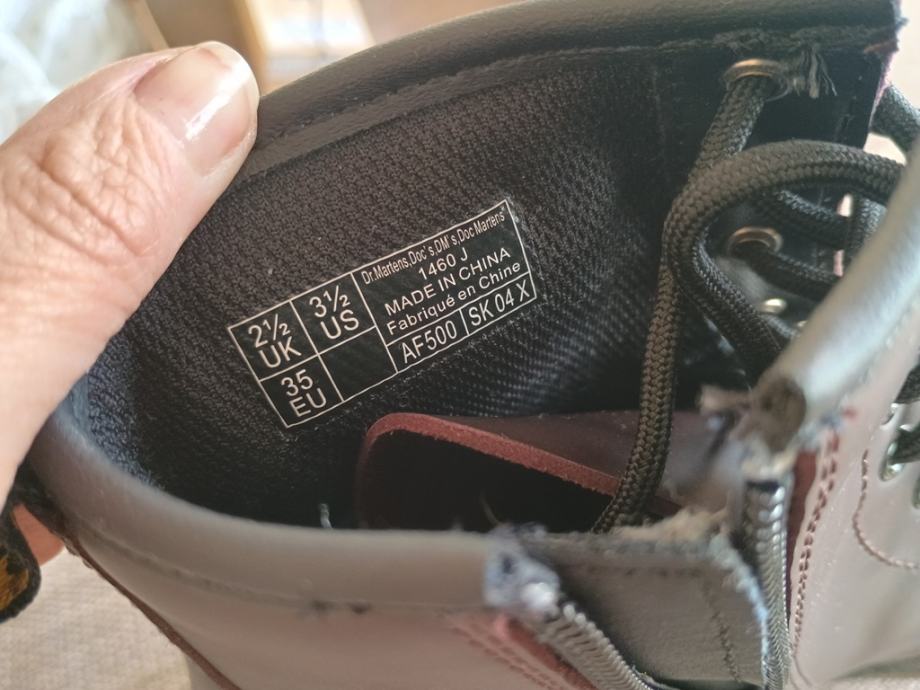 2½ UK
3½ US
35 EU
Dr.Martens,Doc's,DM's,Doc Martens
1460 J
MADE IN CHINA
Fabriqué en Chine
AF500 SK 04 X